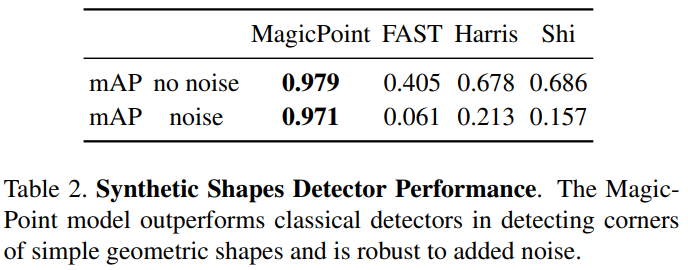 MagicPoint FAST Harris Shi
mAP no noise 0.979 0.405 0.678 0.686
mAP noise 0.971 0.061 0.213 0.157
Table 2. Synthetic Shapes Detector Performance. The Magic-
Point model outperforms classical detectors in detecting corners
of simple geometric shapes and is robust to added noise.